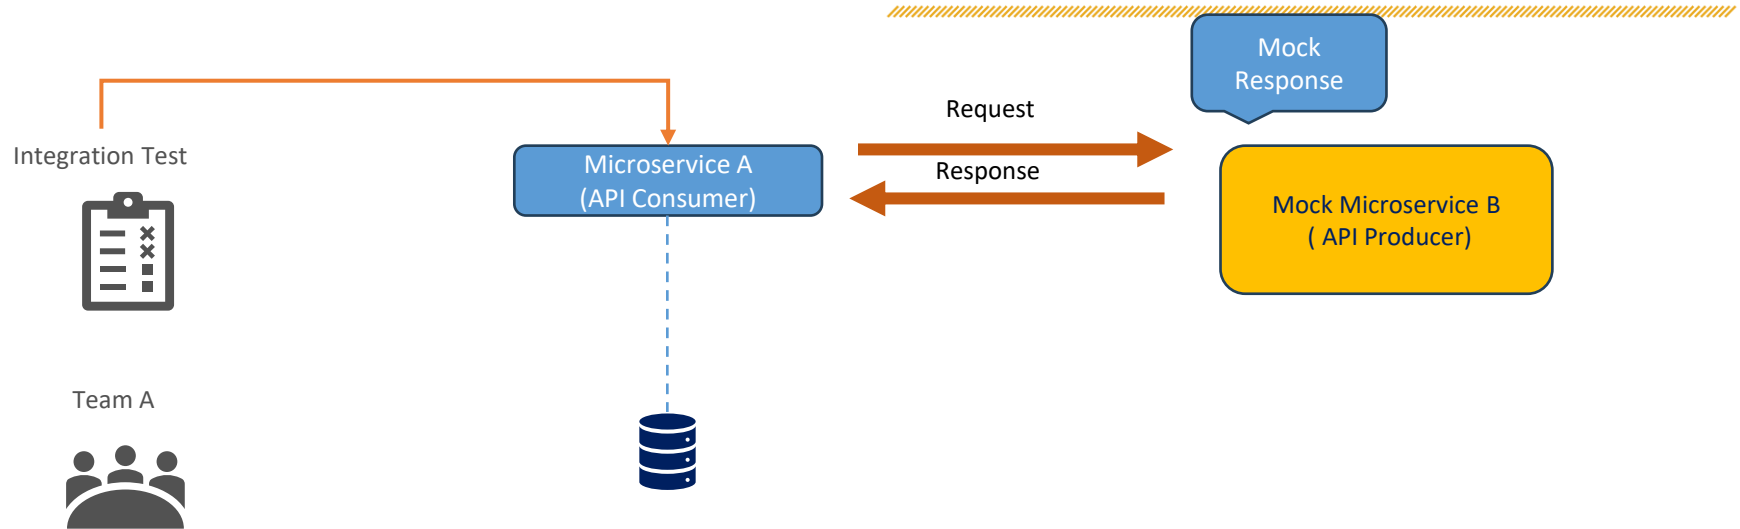 Mock
Response
Request
Integration Test
Microservice A
(API Consumer)
Response
Mock Microservice B
( API Producer)
Team A